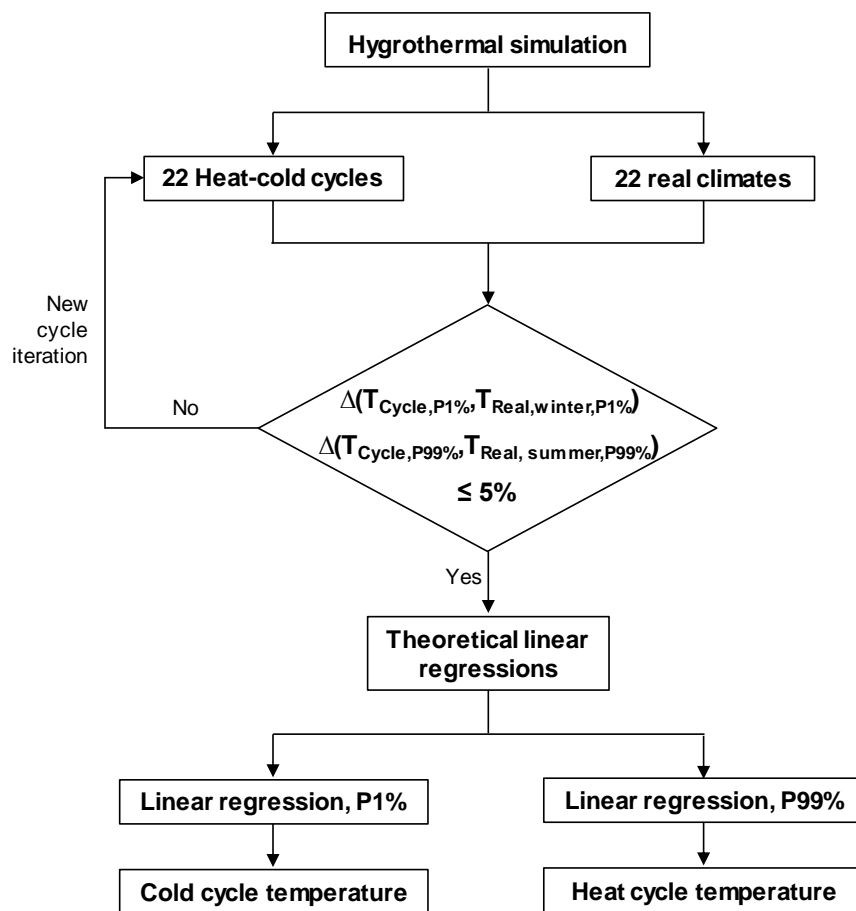 Hygrothermal simulation
22 Heat-cold cycles
22 real climates
New
cycle
iteration
No
Δ(T_Cycle,P1%,T_Real,winter,P1%)
Δ(T_Cycle,P99%,T_Real, summer,P99%)
≤ 5%
Yes
Theoretical linear
regressions
Linear regression, P1%
Linear regression, P99%
Cold cycle temperature
Heat cycle temperature